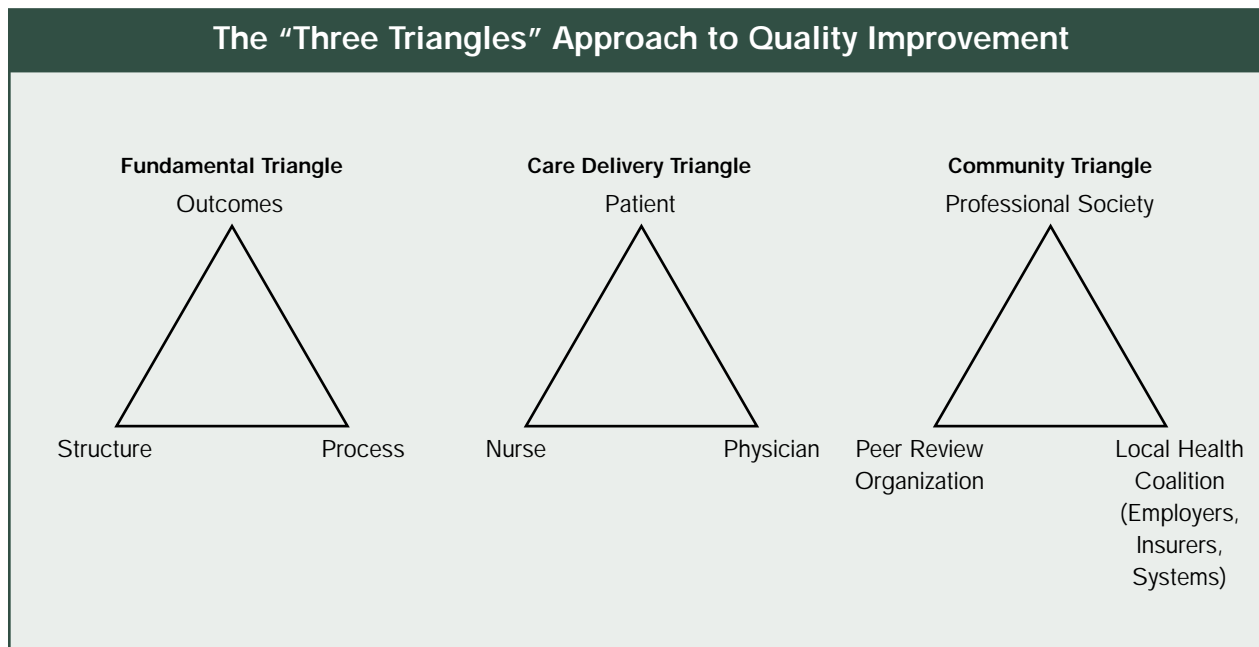 The “Three Triangles” Approach to Quality Improvement
Fundamental Triangle
Outcomes
Structure
Process
Care Delivery Triangle
Patient
Nurse
Physician
Community Triangle
Professional Society
Peer Review
Organization
Local Health
Coalition
(Employers,
Insurers,
Systems)